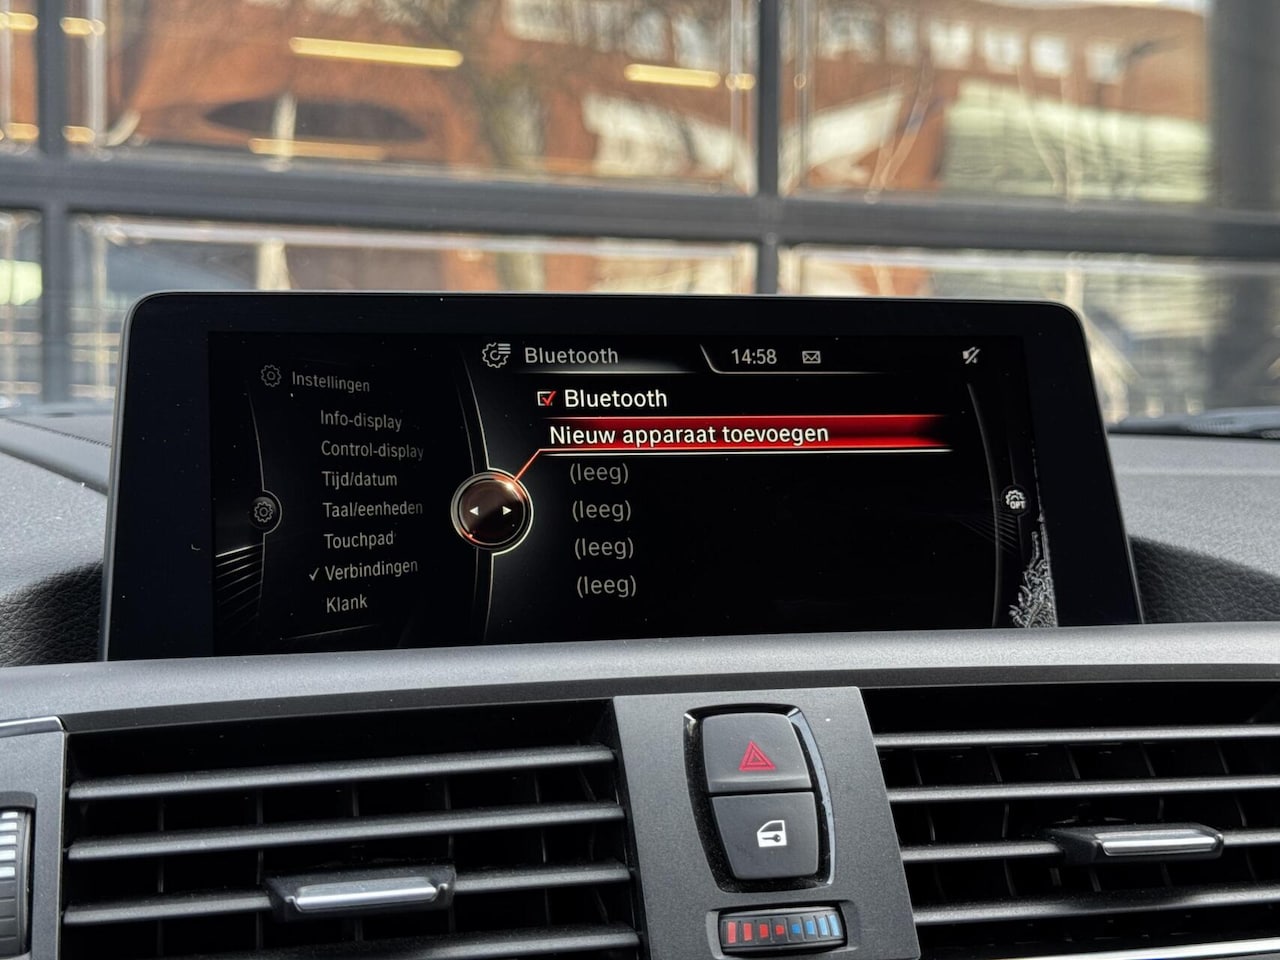 Bluetooth
14:58
Instellingen
Info-display
Control-display
Tijd/datum
Taal/eenheden
Touchpad
✓ Verbindingen
Klank
Bluetooth
Nieuw apparaat toevoegen
(leeg)
(leeg)
(leeg)
(leeg)
OPT